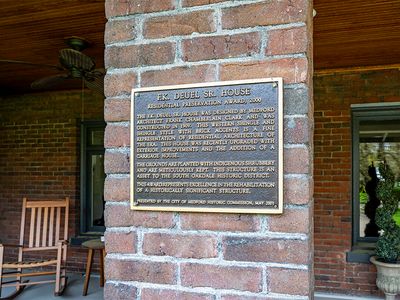 F.K. DEUEL SR. HOUSE
RESIDENTIAL PRESERVATION AWARD, 2000
THE F.K. DEUEL SR. HOUSE WAS DESIGNED BY MEDFORD
ARCHITECT FRANK CHAMBERLAIN CLARK AND WAS
CONSTRUCTED IN 1909. THIS WESTERN SHINGLE AND
SHINGLE STYLE WITH BRICK ACCENTS IS A FINE
REPRESENTATION OF RESIDENTIAL ARCHITECTURE OF
THE ERA. THIS HOUSE WAS RECENTLY UPGRADED WITH
EXTERIOR IMPROVEMENTS AND THE ADDITION OF A
CARRIAGE HOUSE.
THE GROUNDS ARE PLANTED WITH INDIGENOUS SHRUBBERY
AND ARE METICULOUSLY KEPT. THIS STRUCTURE IS AN
ASSET TO THE SOUTH OAKDALE HISTORIC DISTRICT.
THIS AWARD REPRESENTS EXCELLENCE IN THE REHABILITATION
OF A HISTORICALLY SIGNIFICANT STRUCTURE.
PRESENTED BY THE CITY OF MEDFORD HISTORIC COMMISSION, MAY, 2001